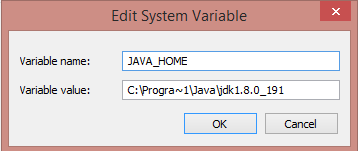 Edit System Variable
Variable name: JAVA_HOME
Variable value: C:\Progra~1\Java\jdk1.8.0_191
OK Cancel